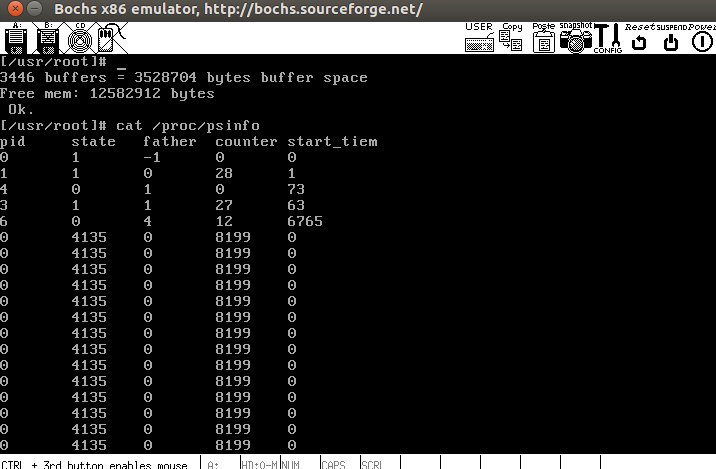 Bochs x86 emulator, http://bochs.sourceforge.net/
A: B: CD USER Copy Paste snapshot CONFIG Reset SUSPEND Power
[/usr/root]# _
3446 buffers = 3528704 bytes buffer space
Free mem: 12582912 bytes
Ok.
[/usr/root]# cat /proc/psinfo
pid state father counter start_tiem
0 1 -1 0 0
1 1 0 28 1
4 0 1 0 73
3 1 1 27 63
6 0 4 12 6765
0 4135 0 8199 0
0 4135 0 8199 0
0 4135 0 8199 0
0 4135 0 8199 0
0 4135 0 8199 0
0 4135 0 8199 0
0 4135 0 8199 0
0 4135 0 8199 0
0 4135 0 8199 0
0 4135 0 8199 0
0 4135 0 8199 0
0 4135 0 8199 0
0 4135 0 8199 0
0 4135 0 8199 0
CTRL + 3rd button enables mouse A: HD:0-M NUM CAPS SCRL